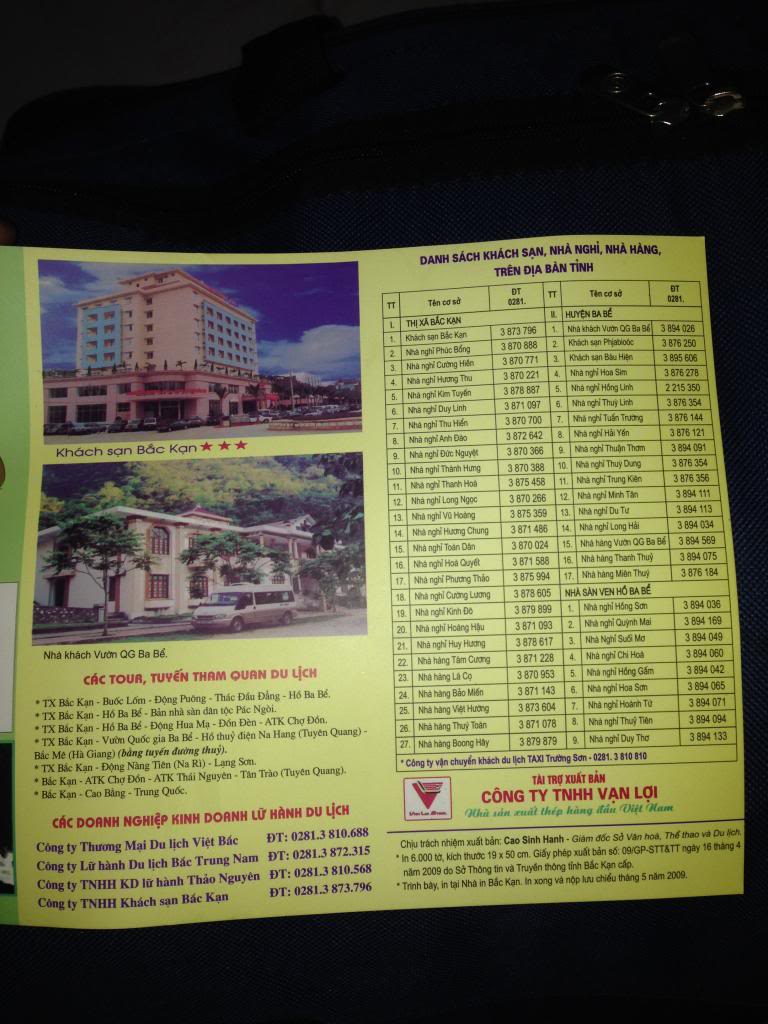 Khách sạn Bắc Kạn ★★★
Nhà khách Vườn QG Ba Bể.
CÁC TOUR, TUYẾN THAM QUAN DU LỊCH
* TX Bắc Kạn - Buốc Lốm - Động Puông - Thác Đầu Đẳng - Hồ Ba Bể.
* TX Bắc Kạn - Hồ Ba Bể - Bản nhà sàn dân tộc Pác Ngòi.
* TX Bắc Kạn - Hồ Ba Bể - Động Hua Mạ - Đồn Đèn - ATK Chợ Đồn.
* TX Bắc Kạn - Vườn Quốc gia Ba Bể - Hồ thuỷ điện Na Hang (Tuyên Quang) -
Bắc Mê (Hà Giang) (bằng tuyến đường thuỷ).
* TX Bắc Kạn - Động Nàng Tiên (Na Rì) - Lạng Sơn.
* Bắc Kạn - ATK Chợ Đồn - ATK Thái Nguyên - Tân Trào (Tuyên Quang).
* Bắc Kạn - Cao Bằng - Trung Quốc.
CÁC DOANH NGHIỆP KINH DOANH LỮ HÀNH DU LỊCH
Công ty Thương Mại Du lịch Việt Bắc ĐT: 0281.3 810.688
Công ty Lữ hành Du lịch Bắc Trung Nam ĐT: 0281.3 872.315
Công ty TNHH KD lữ hành Thảo Nguyên ĐT: 0281.3 810.568
Công ty TNHH Khách sạn Bắc Kạn ĐT: 0281.3 873.796
DANH SÁCH KHÁCH SẠN, NHÀ NGHỈ, NHÀ HÀNG,
TRÊN ĐỊA BÀN TỈNH
TT Tên cơ sở ĐT 0281. TT Tên cơ sở ĐT 0281.
I. THỊ XÃ BẮC KẠN II. HUYỆN BA BỂ
1. Khách sạn Bắc Kạn 3 873 796 1. Nhà khách Vườn QG Ba Bể 3 894 026
2. Nhà nghỉ Phúc Bổng 3 870 888 2. Khách sạn Phjabioóc 3 876 250
3. Nhà nghỉ Cường Hiền 3 870 771 3. Khách sạn Báu Hiện 3 895 606
4. Nhà nghỉ Hương Thu 3 870 221 4. Nhà nghỉ Hoa Sim 3 876 278
5. Nhà nghỉ Kim Tuyến 3 878 887 5. Nhà nghỉ Hồng Linh 2 215 350
6. Nhà nghỉ Duy Linh 3 871 097 6. Nhà nghỉ Thuỳ Linh 3 876 354
7. Nhà nghỉ Thu Hiền 3 870 700 7. Nhà nghỉ Tuấn Trường 3 876 144
8. Nhà nghỉ Anh Đào 3 872 642 8. Nhà nghỉ Hải Yến 3 876 121
9. Nhà nghỉ Đức Nguyệt 3 870 366 9. Nhà nghỉ Thuận Thơm 3 894 091
10. Nhà nghỉ Thành Hưng 3 870 388 10. Nhà nghỉ Thuỳ Dung 3 876 354
11. Nhà nghỉ Thanh Hoá 3 875 458 11. Nhà nghỉ Trung Kiên 3 876 356
12. Nhà nghỉ Long Ngọc 3 870 266 12. Nhà nghỉ Minh Tân 3 894 111
13. Nhà nghỉ Vũ Hoàng 3 875 359 13. Nhà nghỉ Du Tư 3 894 113
14. Nhà nghỉ Hương Chung 3 871 486 14. Nhà nghỉ Long Hải 3 894 034
15. Nhà nghỉ Toàn Dân 3 870 024 15. Nhà hàng Vườn QG Ba Bể 3 894 569
16. Nhà nghỉ Hoà Quyết 3 871 588 16. Nhà hàng Thanh Thuỷ 3 894 075
17. Nhà nghỉ Phương Thảo 3 875 994 17. Nhà hàng Miên Thuý 3 876 184
18. Nhà nghỉ Cường Lương 3 878 605 NHÀ SÀN VEN HỒ BA BỂ
19. Nhà nghỉ Kinh Đô 3 879 899 1. Nhà nghỉ Hồng Sơn 3 894 036
20. Nhà nghỉ Hoàng Hậu 3 871 093 2. Nhà nghỉ Quỳnh Mai 3 894 169
21. Nhà nghỉ Huy Hương 3 878 617 3. Nhà Nghỉ Suối Mơ 3 894 049
22. Nhà hàng Tâm Cương 3 871 228 4. Nhà nghỉ Chi Hoà 3 894 060
23. Nhà hàng Lá Cọ 3 870 953 5. Nhà nghỉ Hồng Gấm 3 894 042
24. Nhà hàng Bảo Miến 3 871 143 6. Nhà nghỉ Hoa Sơn 3 894 065
25. Nhà hàng Việt Hưởng 3 873 604 7. Nhà nghỉ Hoành Tứ 3 894 071
26. Nhà hàng Thuỷ Toàn 3 871 078 8. Nhà nghỉ Thuỷ Tiên 3 894 094
27. Nhà hàng Boong Hây 3 879 879 9. Nhà nghỉ Duy Thơ 3 894 133
* Công ty vận chuyển khách du lịch TAXI Trường Sơn - 0281. 3 810 810
TÀI TRỢ XUẤT BẢN
CÔNG TY TNHH VẠN LỢI
Nhà sản xuất thép hàng đầu Việt Nam
Chịu trách nhiệm xuất bản: Cao Sinh Hanh - Giám đốc Sở Văn hoá, Thể thao và Du lịch.
* In 6.000 tờ, kích thước 19 x 50 cm. Giấy phép xuất bản số: 09/GP-STT&TT ngày 16 tháng 4
năm 2009 do Sở Thông tin và Truyền thông tỉnh Bắc Kạn cấp.
* Trình bày, in tại Nhà in Bắc Kạn. In xong và nộp lưu chiểu tháng 5 năm 2009.